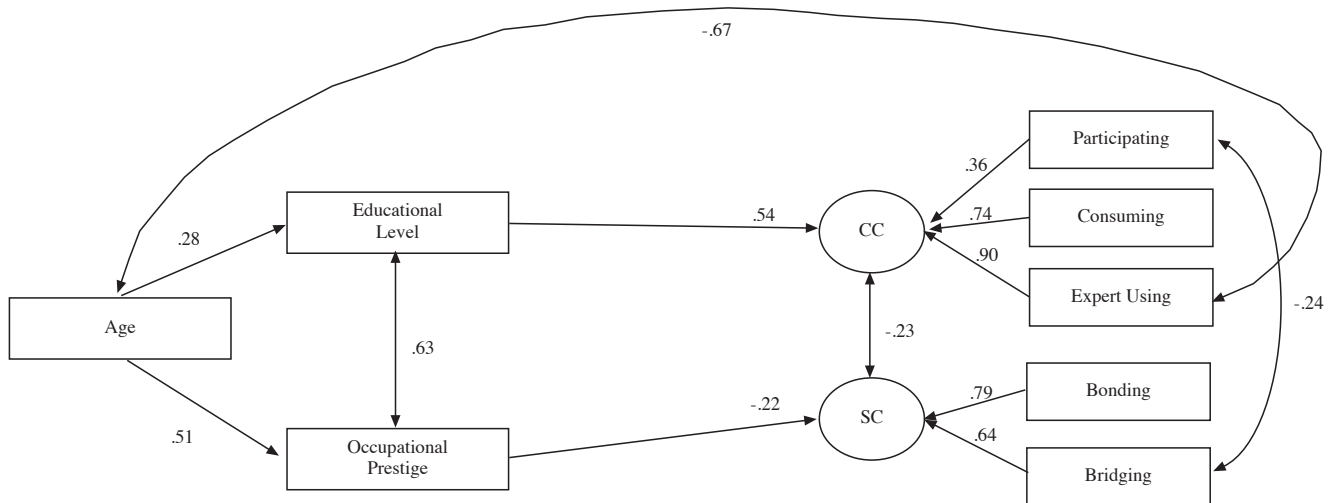 -.67
Participating
.36
Educational
Level
.54
CC
.74
Consuming
.28
.90
Expert Using
-.24
Age
.63
-.23
.79
Bonding
-.22
SC
.51
.64
Occupational
Prestige
Bridging